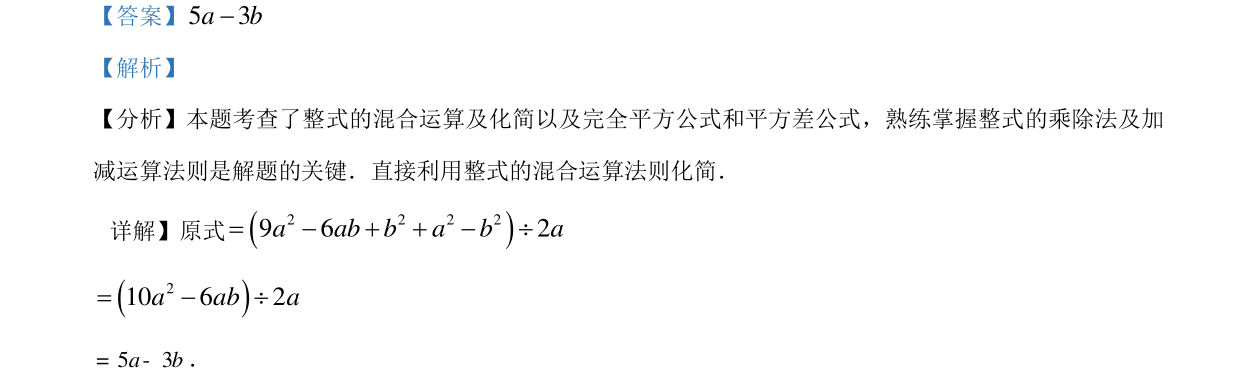 【答案】5a－3b
【解析】
【分析】本题考查了整式的混合运算及化简以及完全平方公式和平方差公式，熟练掌握整式的乘除法及加
减运算法则是解题的关键．直接利用整式的混合运算法则化简．
详解】原式=(9a²－6ab+b²+a²－b²)÷2a
=(10a²－6ab)÷2a
= 5a- 3b．